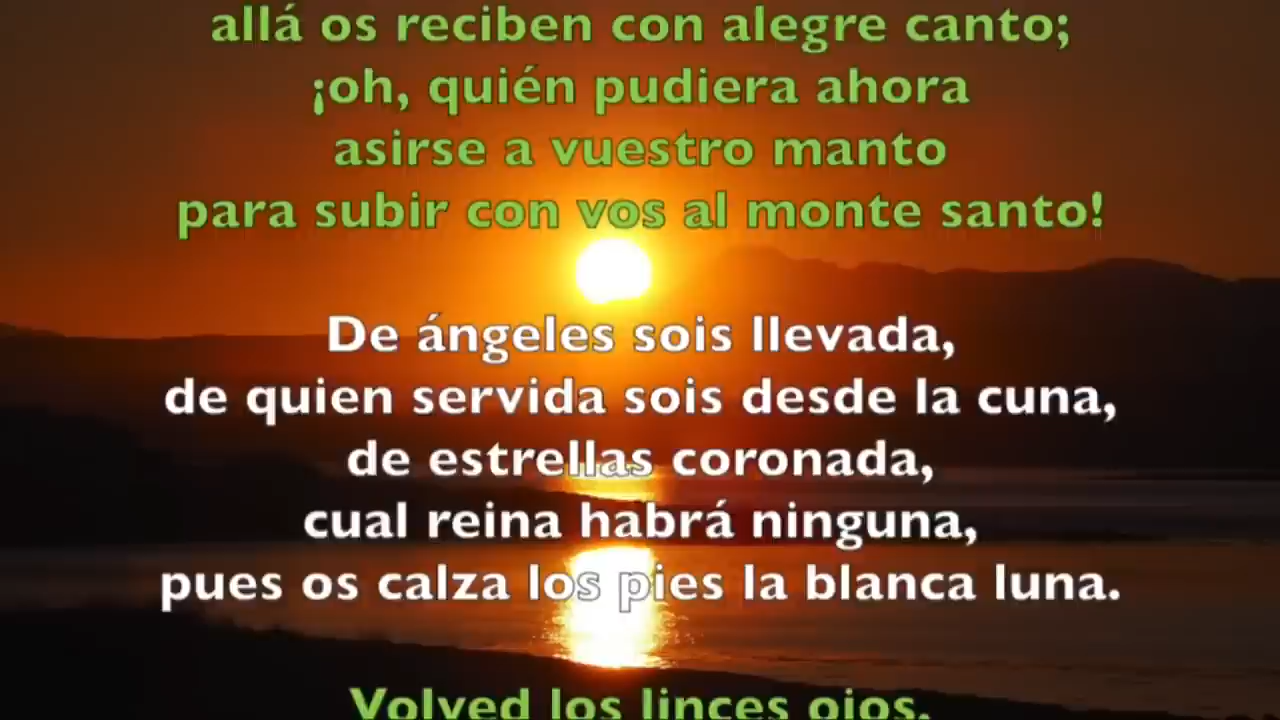 allá os reciben con alegre canto;
¡oh, quién pudiera ahora
asirse a vuestro manto
para subir con vos al monte santo!
De ángeles sois llevada,
de quien servida sois desde la cuna,
de estrellas coronada,
cual reina habrá ninguna,
pues os calza los pies la blanca luna.
Volved los linces ojos,